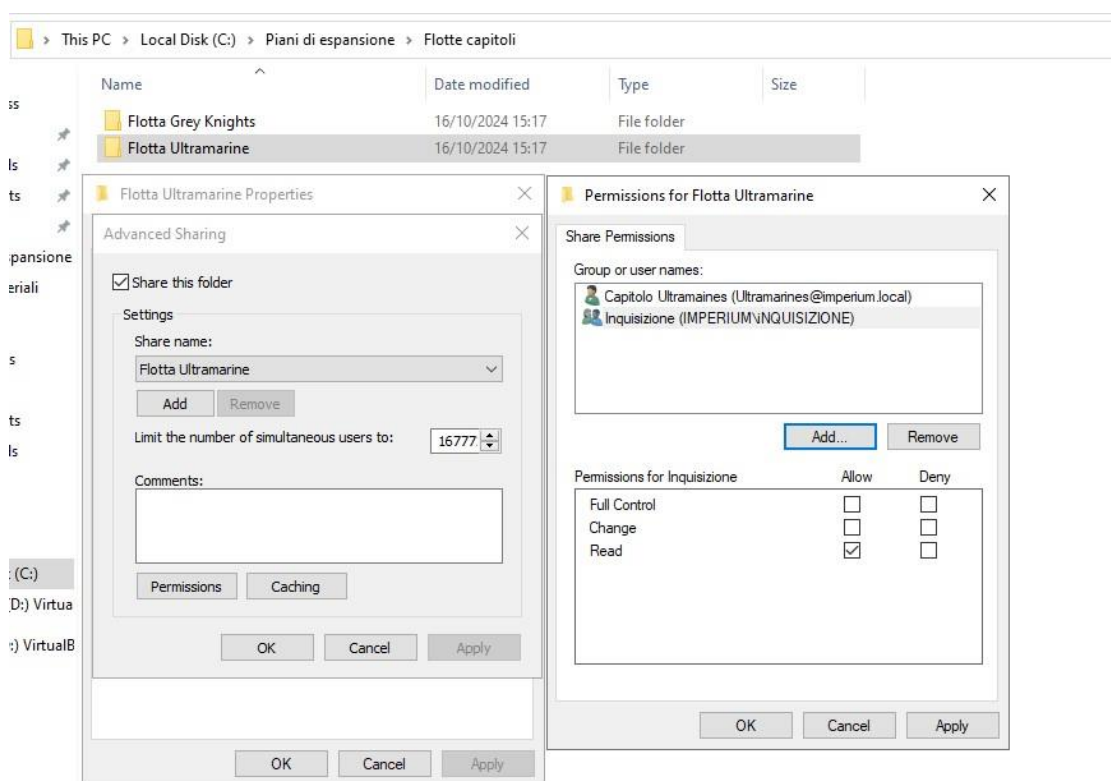 This PC > Local Disk (C:) > Piani di espansione > Flotte capitoli
Name Date modified Type Size
ss
Flotta Grey Knights 16/10/2024 15:17 File folder
Flotta Ultramarine 16/10/2024 15:17 File folder
ls
ts
pansione
eriali
s
ts
ls
(C:)
(D:) Virtua
:) VirtualB
Flotta Ultramarine Properties
Advanced Sharing
Share this folder
Settings
Share name:
Flotta Ultramarine
Add Remove
Limit the number of simultaneous users to: 16777
Comments:
Permissions Caching
OK Cancel Apply
OK Cancel Apply
Permissions for Flotta Ultramarine
Share Permissions
Group or user names:
Capitolo Ultramaines (Ultramarines@imperium.local)
Inquisizione (IMPERIUM\INQUISIZIONE)
Add... Remove
Permissions for Inquisizione Allow Deny
Full Control
Change
Read
OK Cancel Apply